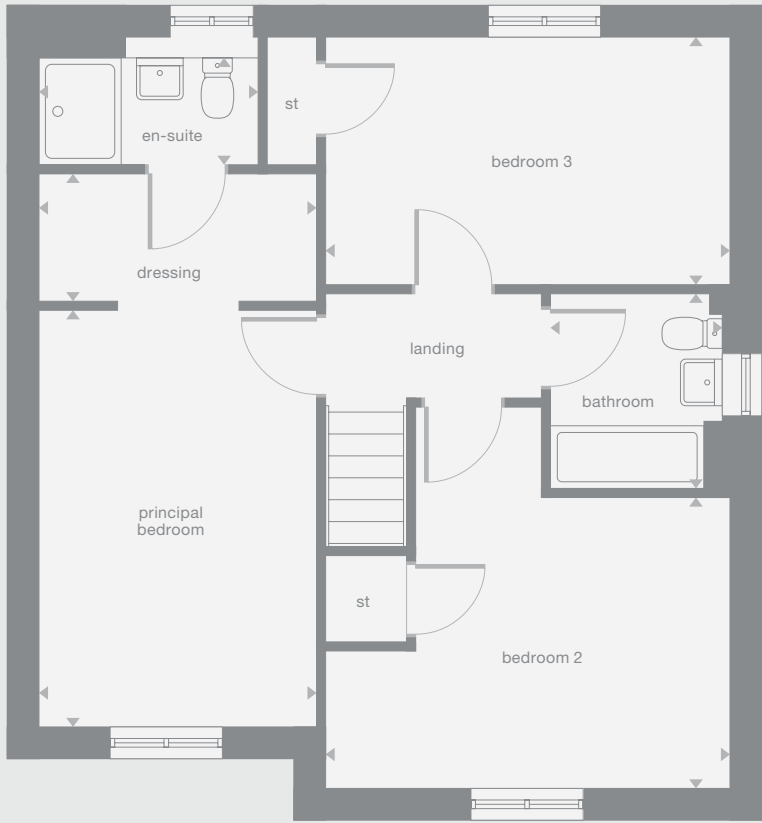 st
en-suite
bedroom 3
dressing
landing
bathroom
principal
bedroom
st
bedroom 2